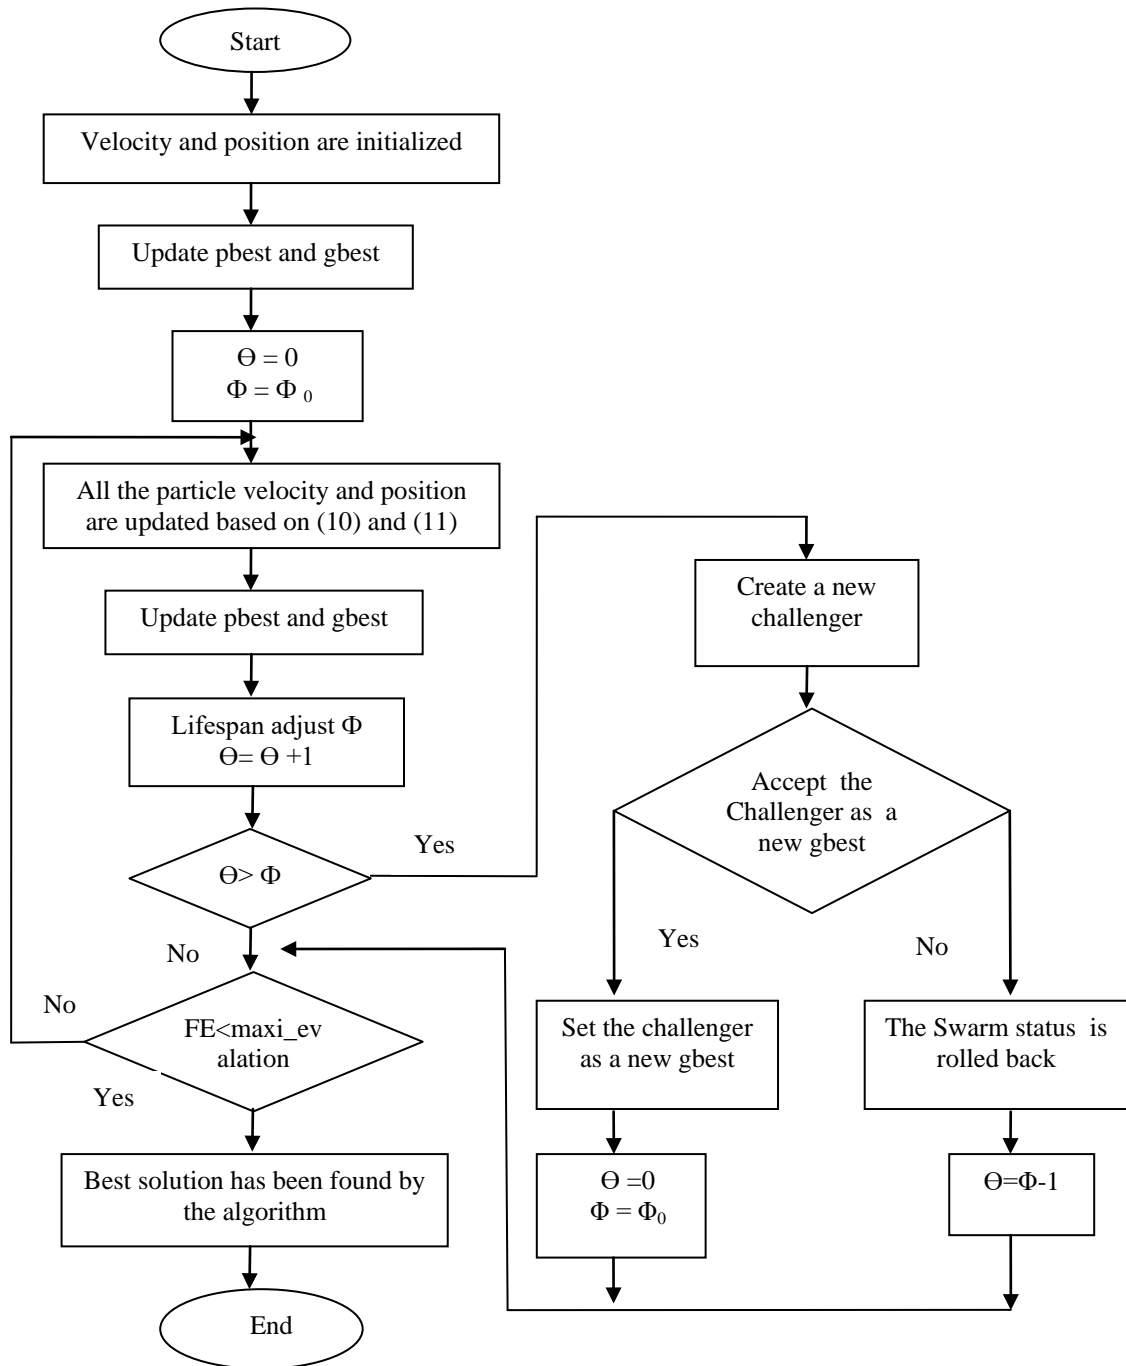 Start
Velocity and position are initialized
Update pbest and gbest
Ɵ = 0
Φ = Φ 0
All the particle velocity and position
are updated based on (10) and (11)
Update pbest and gbest
Lifespan adjust Φ
Ɵ= Ɵ +1
Ɵ> Φ
Yes
No
Create a new
challenger
Accept the
Challenger as a
new gbest
Yes
No
Set the challenger
as a new gbest
The Swarm status is
rolled back
Ɵ =0
Φ = Φ0
Ɵ=Φ-1
FE<maxi_ev
alation
No
Yes
Best solution has been found by
the algorithm
End